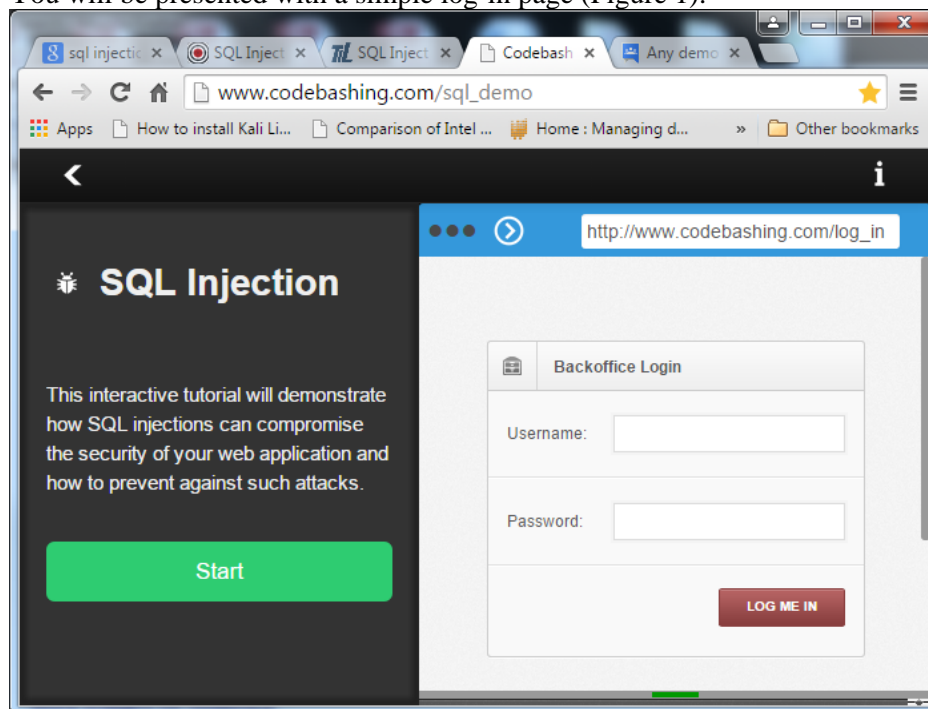 You will be presented with a simple log-in page (Figure 1).
sql injectic
SQL Inject
TIL SQL Inject
Codebash
Any demo
www.codebashing.com/sql_demo
Apps
How to install Kali Li...
Comparison of Intel ...
Home : Managing d...
»
Other bookmarks
i
http://www.codebashing.com/log_in
SQL Injection
Backoffice Login
This interactive tutorial will demonstrate
how SQL injections can compromise
the security of your web application and
how to prevent against such attacks.
Username:
Password:
Start
LOG ME IN